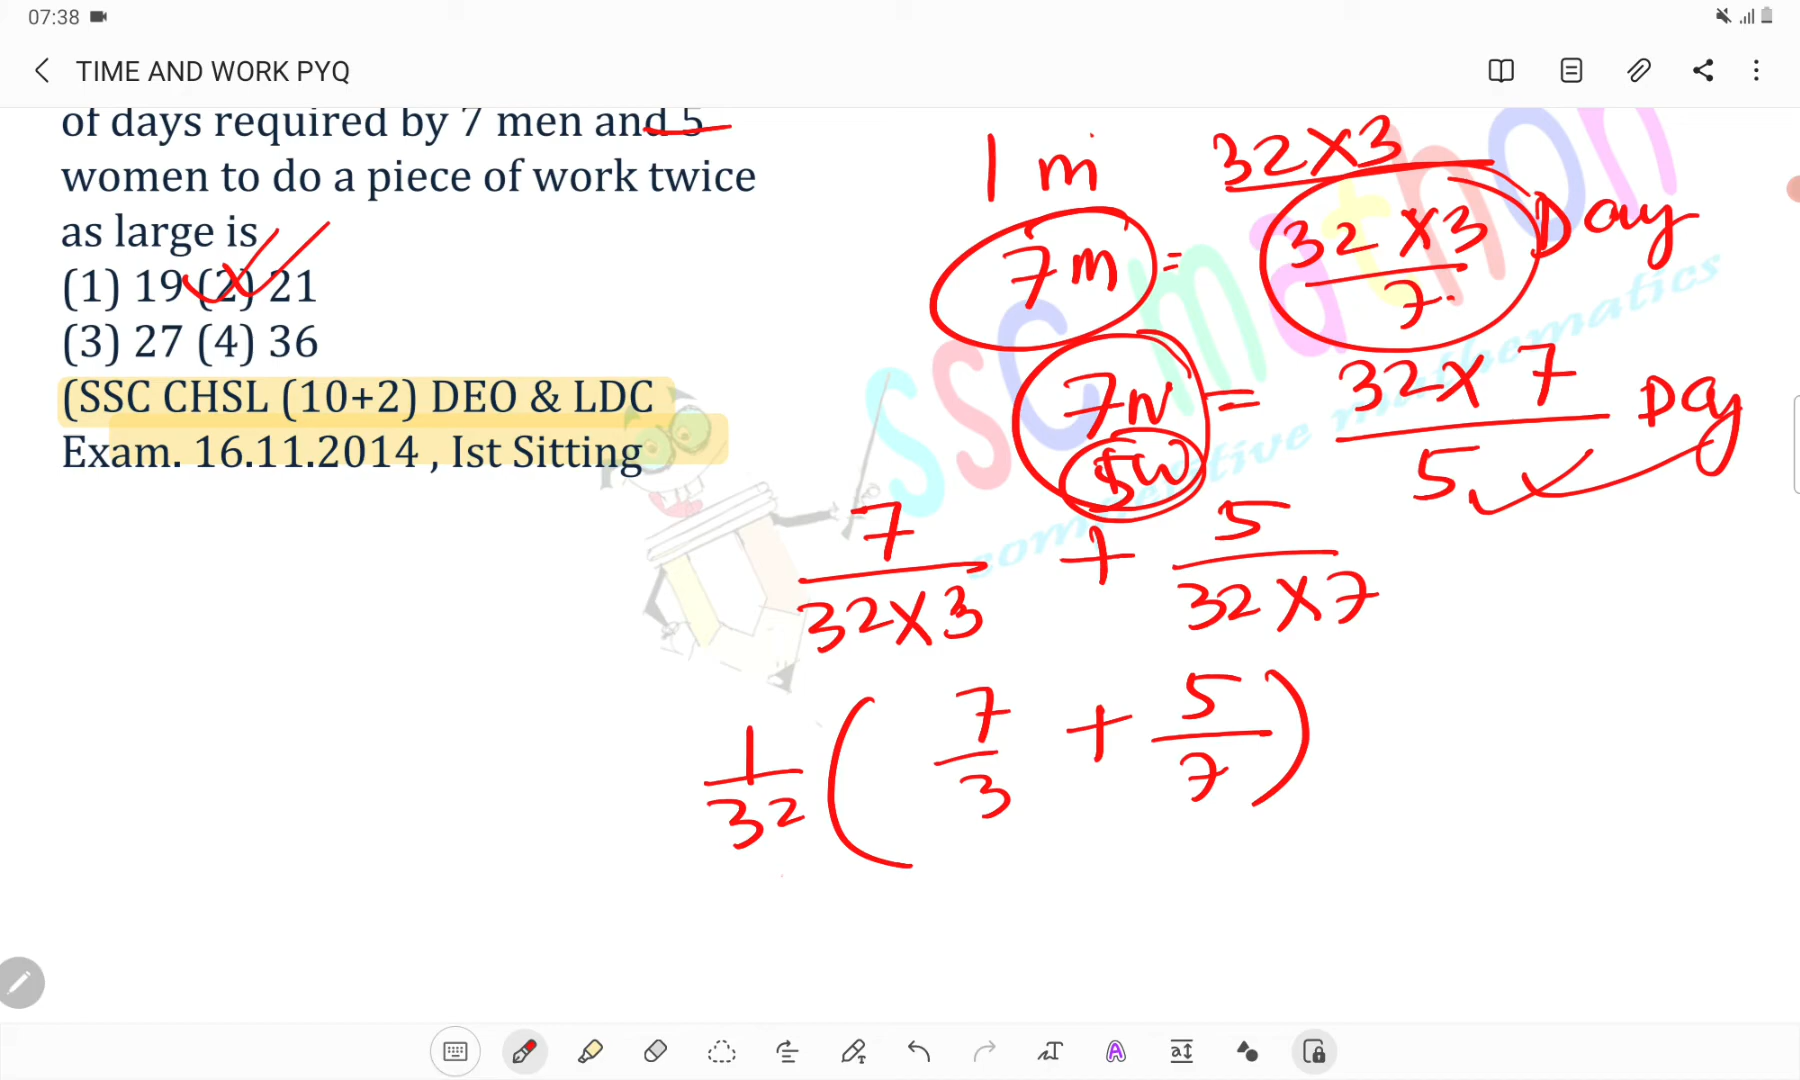 07:38
TIME AND WORK PYQ
of days required by 7 men and 5
women to do a piece of work twice
as large is
(1) 19 (2) 21
(3) 27 (4) 36
(SSC CHSL (10+2) DEO & LDC
Exam. 16.11.2014 , Ist Sitting
1 m 32×3
7m = 32×3/7 Day
7W = 32×7/5 Day
5W
7/32×3 + 5/32×7
1/32 ( 7/3 + 5/7 )
ssc mathon
mathematics